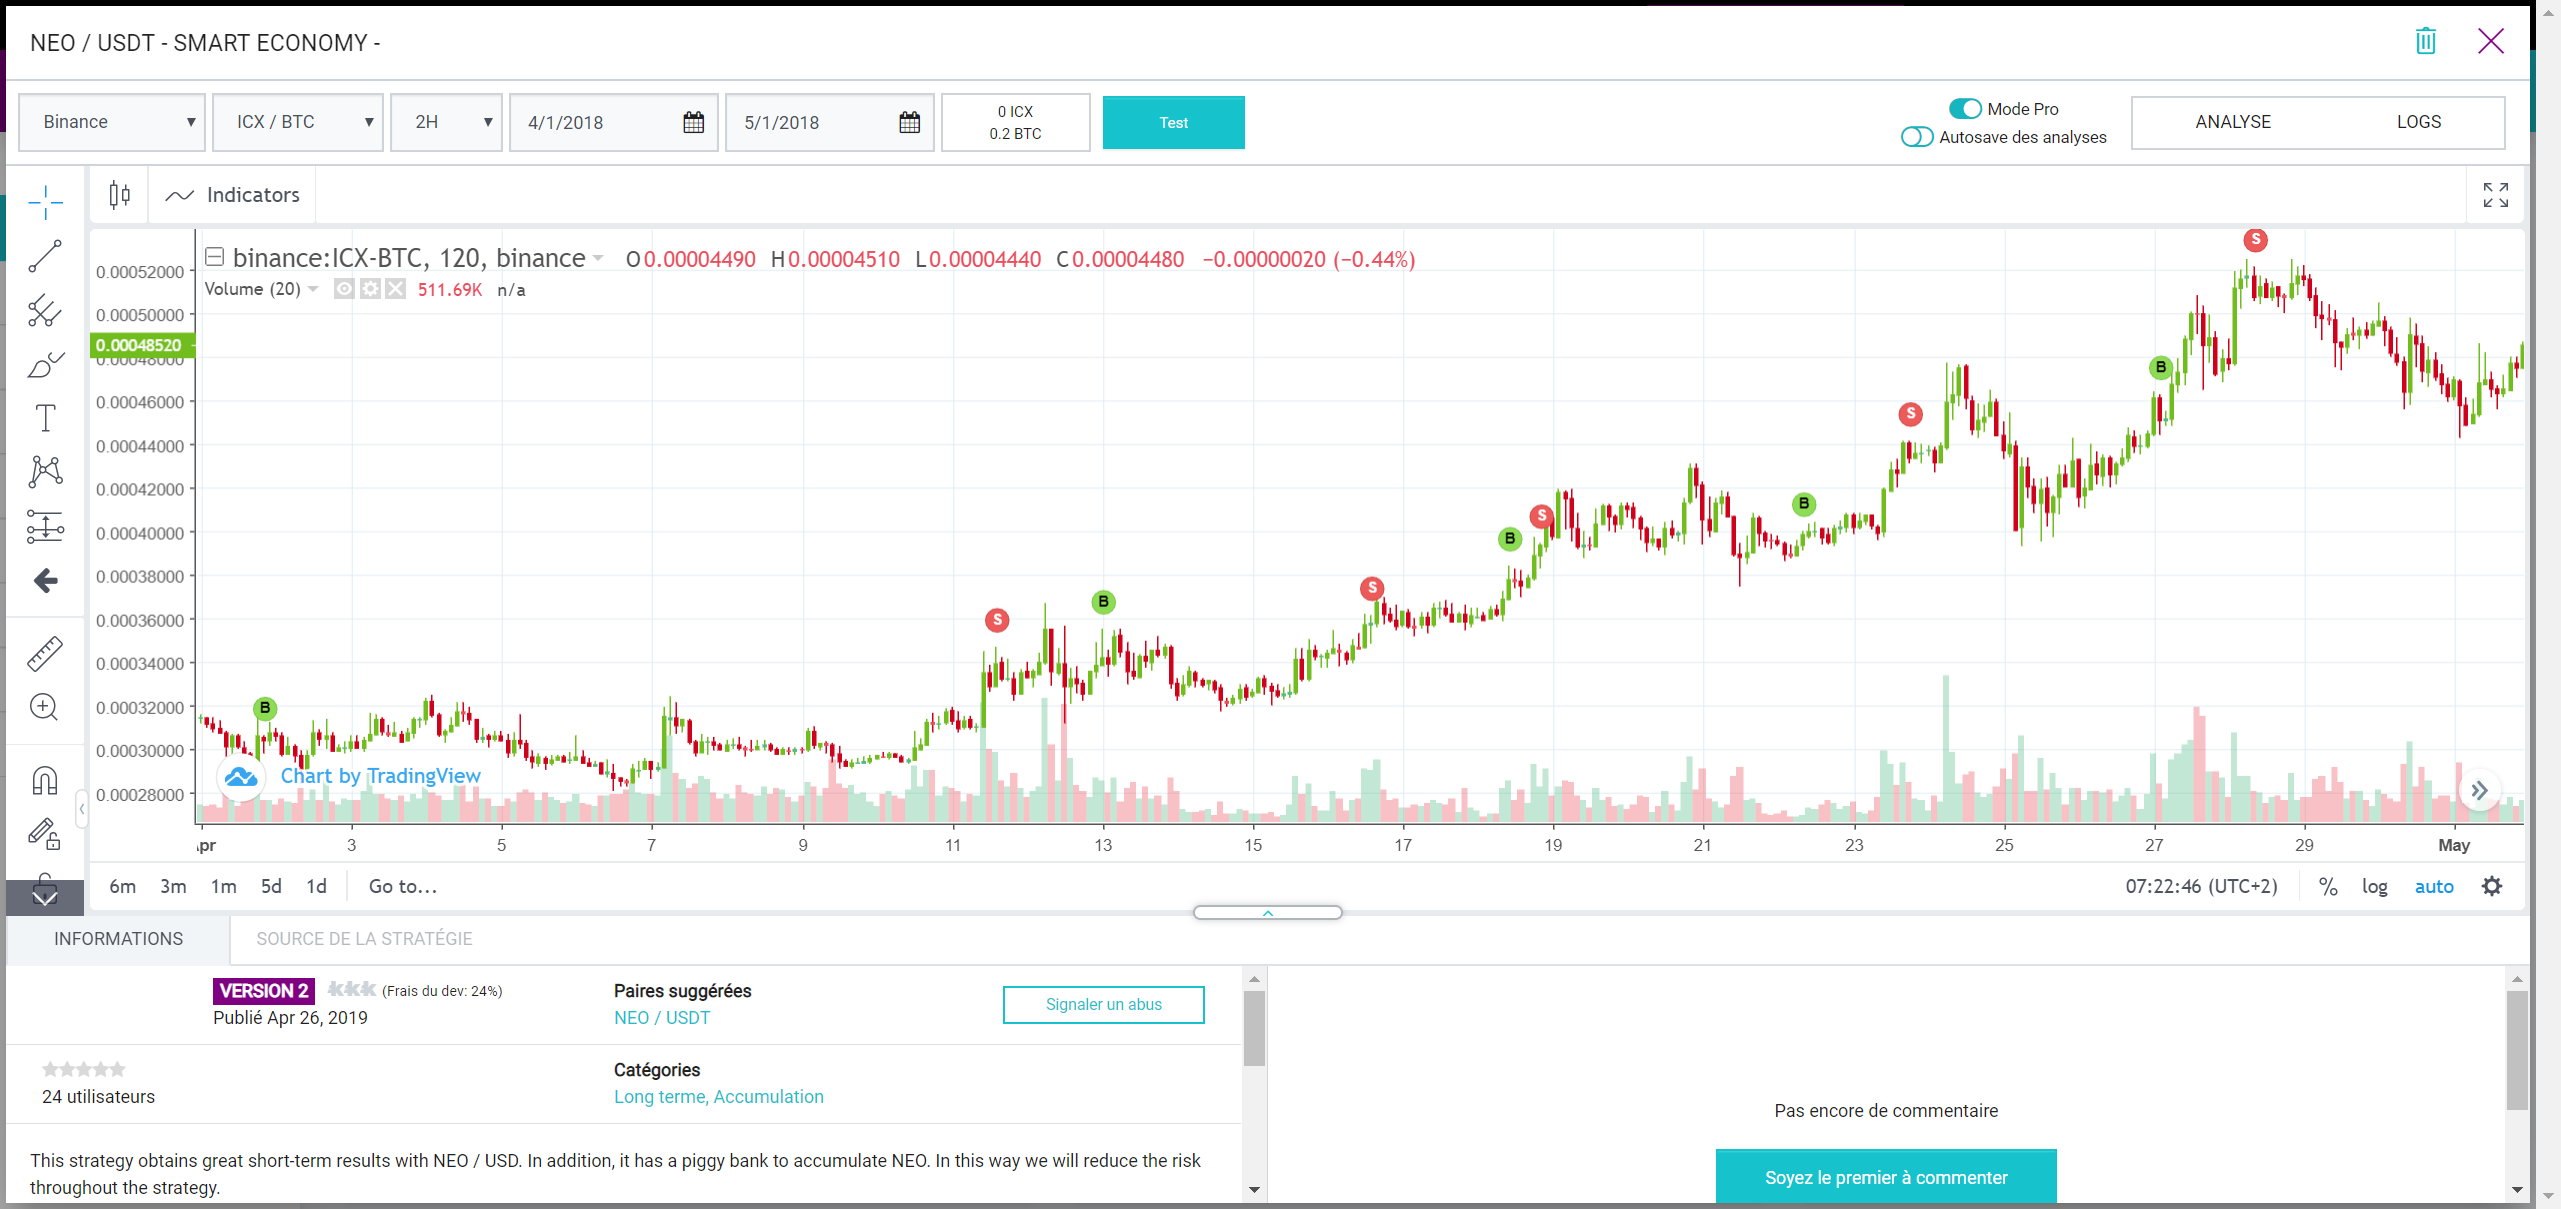 NEO / USDT - SMART ECONOMY -
Binance ICX / BTC 2H 4/1/2018 5/1/2018
0 ICX
0.2 BTC
Test
Mode Pro
Autosave des analyses
ANALYSE LOGS
Indicators
binance:ICX-BTC, 120, binance O0.00004490 H0.00004510 L0.00004440 C0.00004480 −0.00000020 (−0.44%)
Volume (20) 511.69K n/a
0.00052000
0.00050000
0.00048520
0.00048000
0.00046000
0.00044000
0.00042000
0.00040000
0.00038000
0.00036000
0.00034000
0.00032000
0.00030000
0.00028000
B
S
B
S
B
S
B
S
B
S
Chart by TradingView
Apr 3 5 7 9 11 13 15 17 19 21 23 25 27 29 May
6m 3m 1m 5d 1d Go to... 07:22:46 (UTC+2) % log auto
INFORMATIONS SOURCE DE LA STRATÉGIE
VERSION 2 (Frais du dev: 24%)
Publié Apr 26, 2019
Paires suggérées
NEO / USDT
Signaler un abus
24 utilisateurs
Catégories
Long terme, Accumulation
This strategy obtains great short-term results with NEO / USD. In addition, it has a piggy bank to accumulate NEO. In this way we will reduce the risk
throughout the strategy.
Pas encore de commentaire
Soyez le premier à commenter